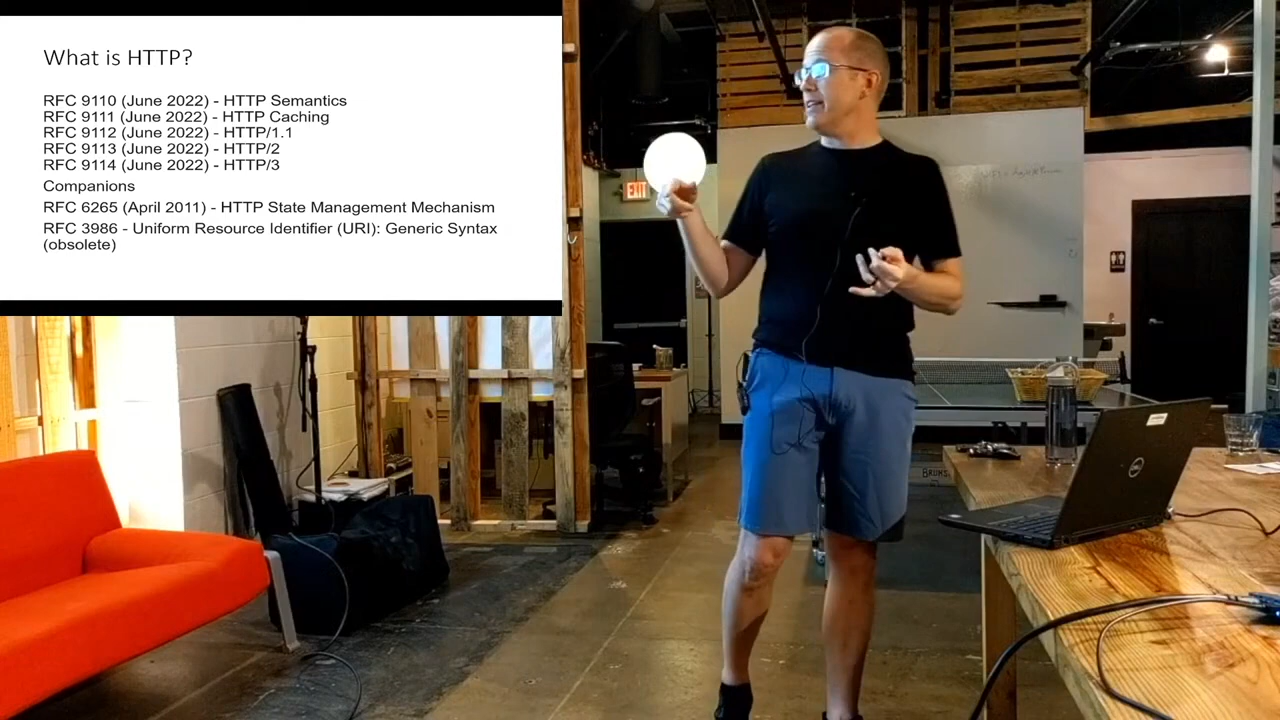 What is HTTP?
RFC 9110 (June 2022) - HTTP Semantics
RFC 9111 (June 2022) - HTTP Caching
RFC 9112 (June 2022) - HTTP/1.1
RFC 9113 (June 2022) - HTTP/2
RFC 9114 (June 2022) - HTTP/3
Companions
RFC 6265 (April 2011) - HTTP State Management Mechanism
RFC 3986 - Uniform Resource Identifier (URI): Generic Syntax
(obsolete)
EXIT
DELL